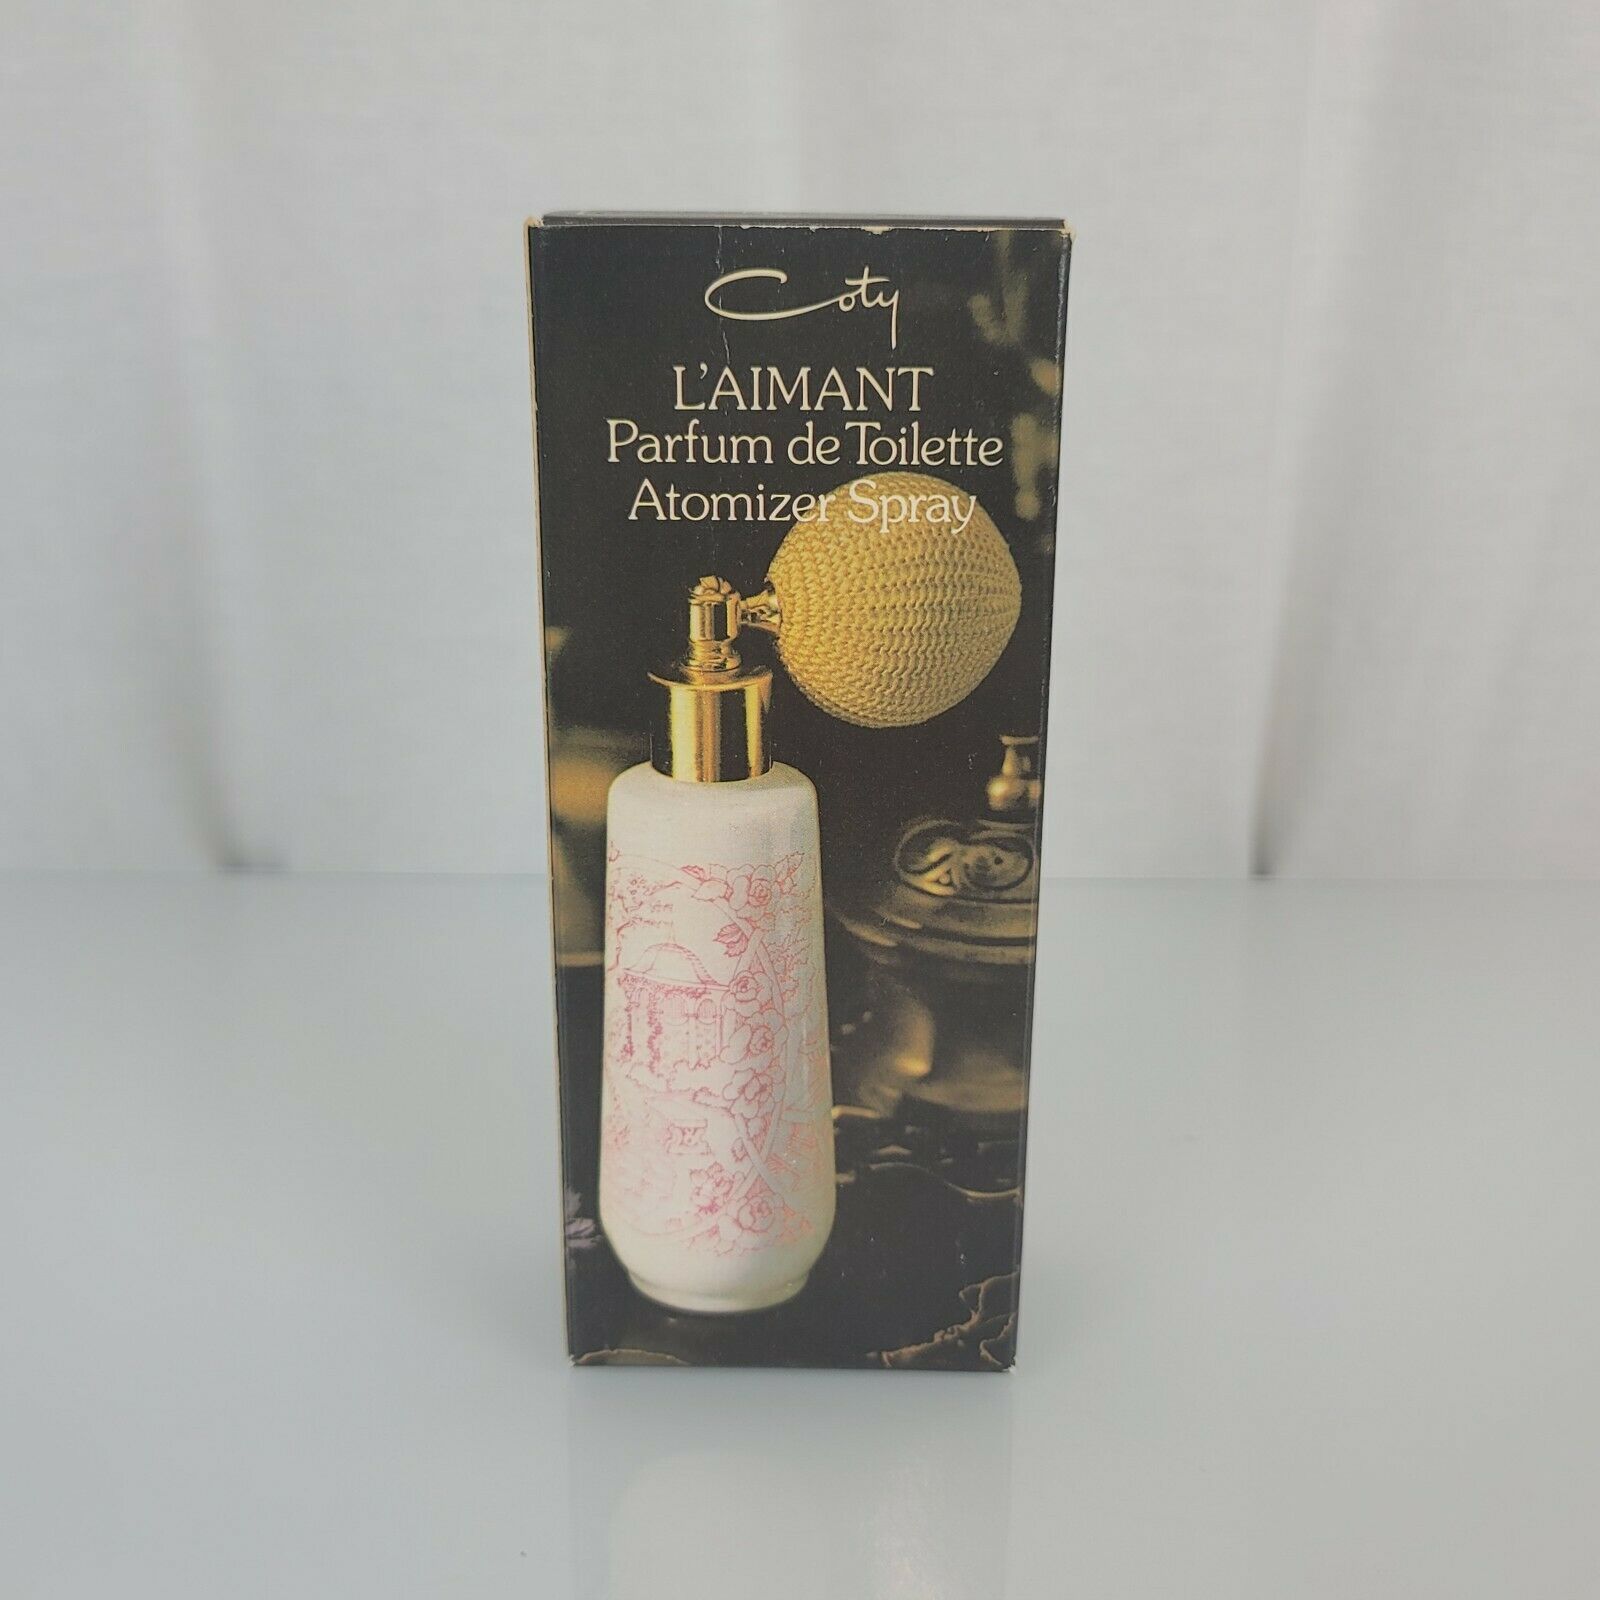 Coty
L'AIMANT
Parfum de Toilette
Atomizer Spray